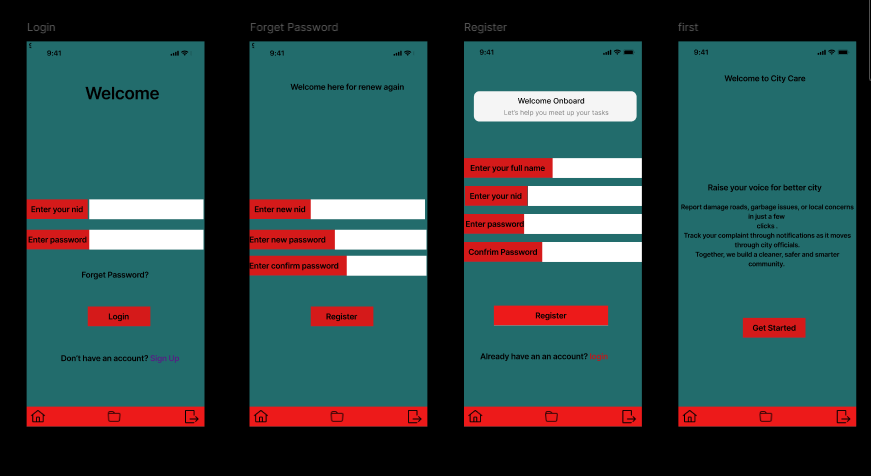 Login
E
9:41
Welcome
Enter your nid
Enter password
Forget Password?
Login
Don't have an account? Sign Up
Forget Password
E
9:41
Welcome here for renew again
Enter new nid
Enter new password
Enter confirm password
Register
Register
9:41
Welcome Onboard
Let's help you meet up your tasks
Enter your full name
Enter your nid
Enter password
Confrim Password
Register
Already have an an account?
first
9:41
Welcome to City Care
Raise your voice for better city
Report damage roads, garbage issues, or local concerns
in just a few
clicks .
Track your complaint through notifications as it moves
through city officials.
Together, we build a cleaner, safer and smarter
community.
Get Started